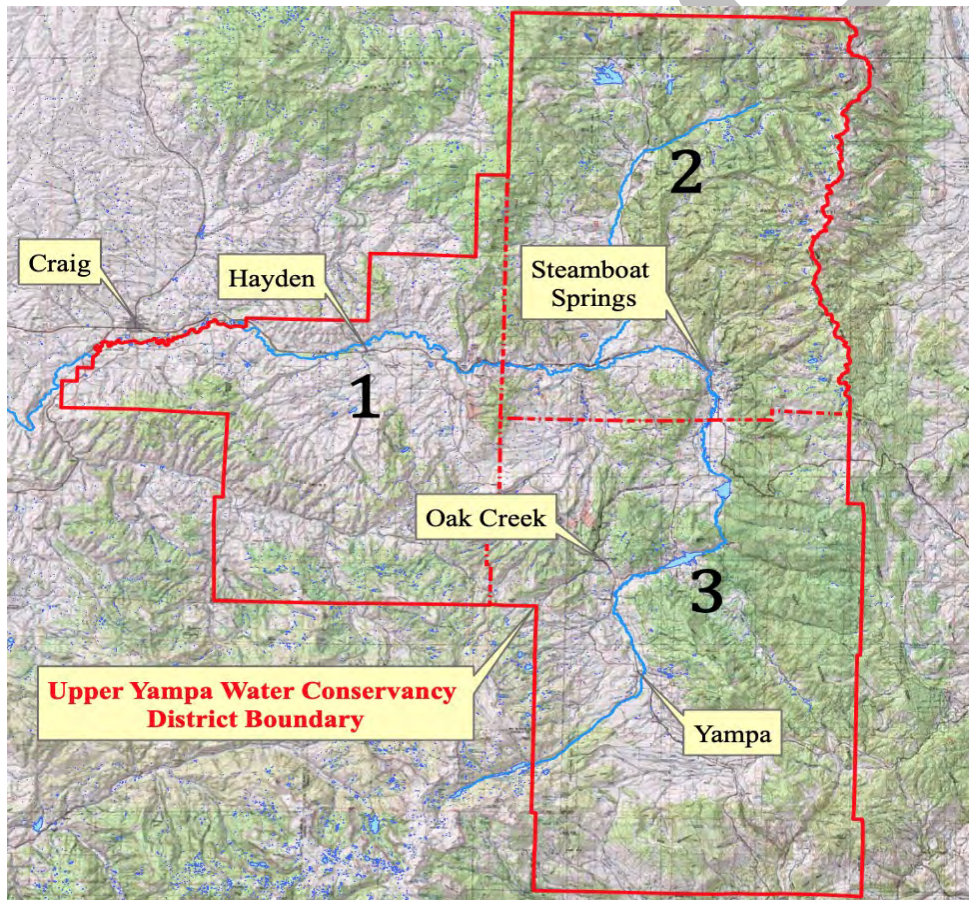 2
Craig
Hayden
Steamboat
Springs
1
Oak Creek
3
Upper Yampa Water Conservancy
District Boundary
Yampa